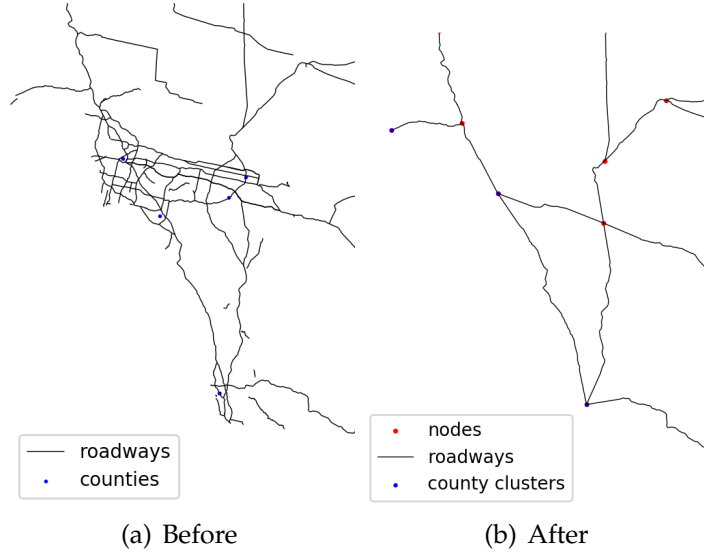 roadways
counties
nodes
roadways
county clusters
(a) Before
(b) After